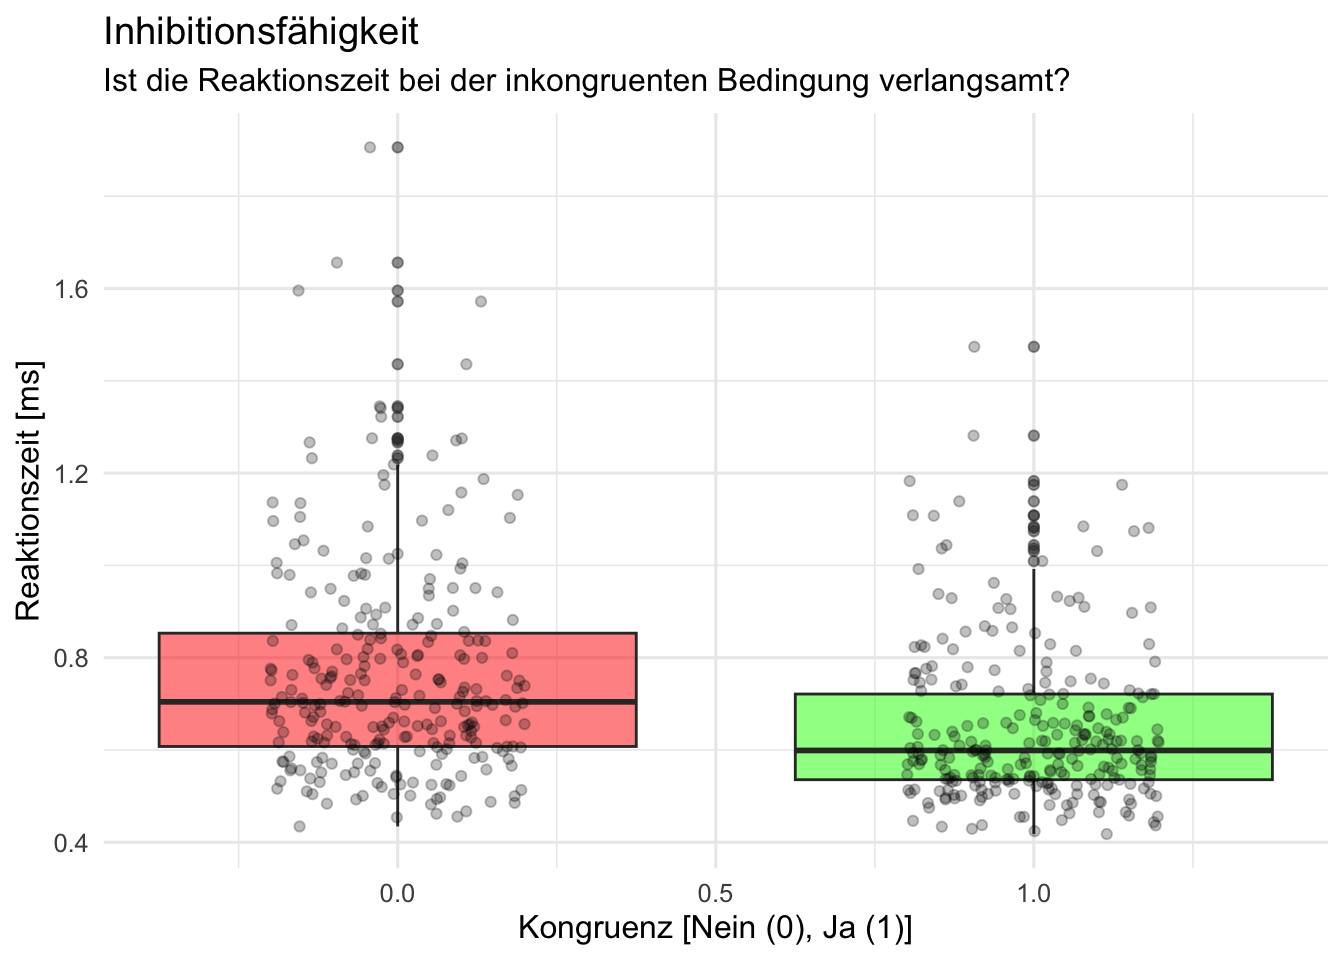 Inhibitionsfähigkeit
Ist die Reaktionszeit bei der inkongruenten Bedingung verlangsamt?
Reaktionszeit [ms]
1.6
1.2
0.8
0.4
0.0 0.5 1.0
Kongruenz [Nein (0), Ja (1)]